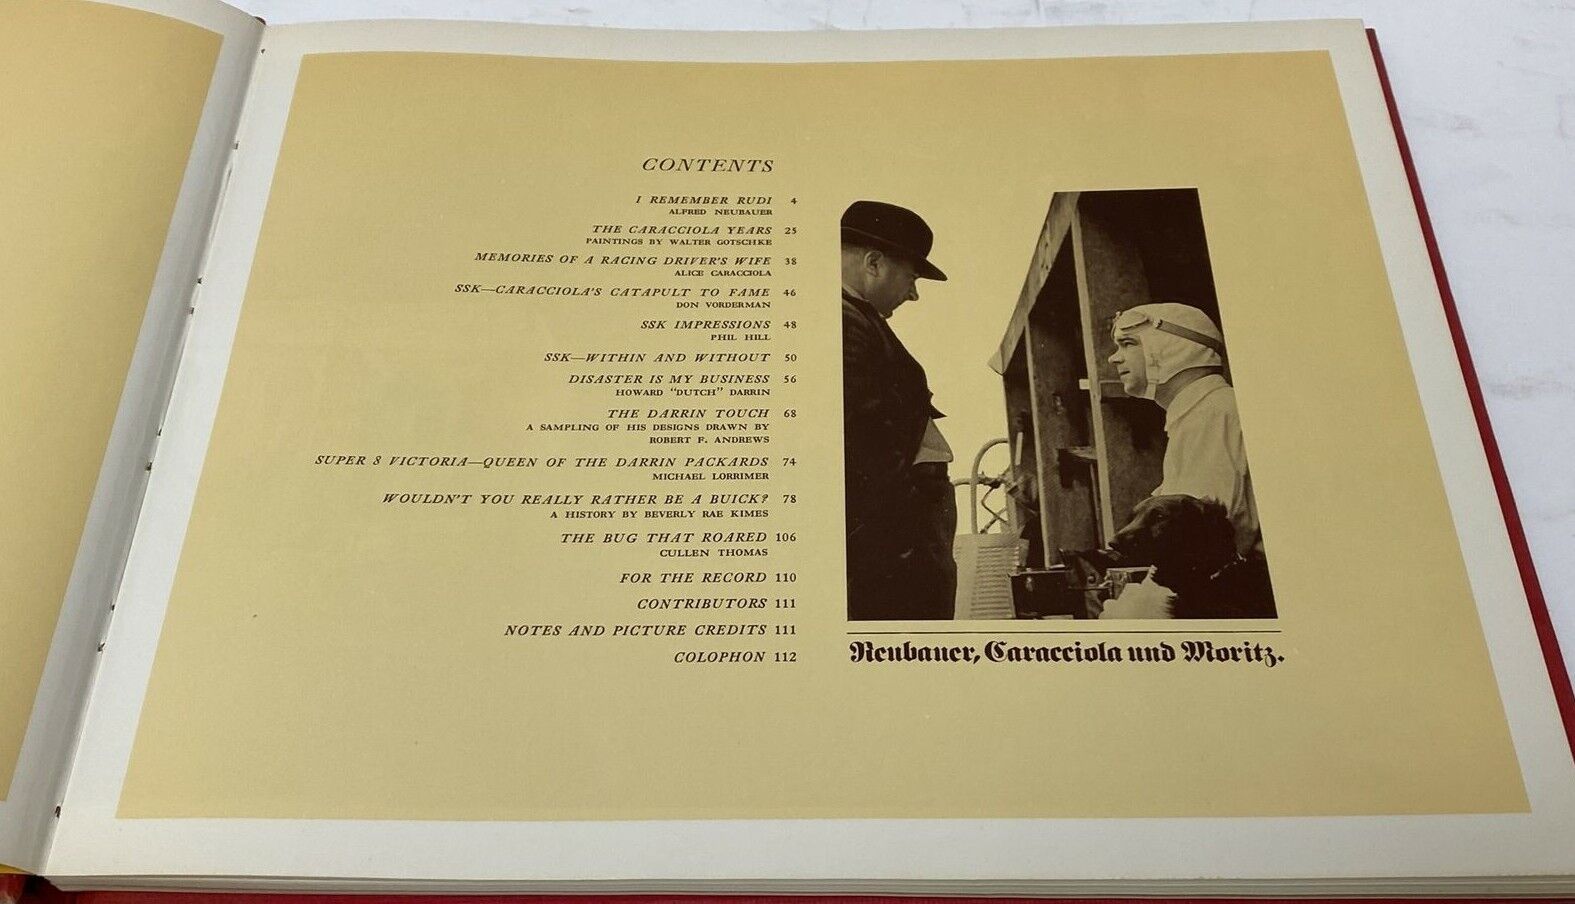 CONTENTS
I REMEMBER RUDI 4
ALFRED NEUBAUER
THE CARACCIOLA YEARS 25
PAINTINGS BY WALTER GOTSCHKE
MEMORIES OF A RACING DRIVER'S WIFE 38
ALICE CARACCIOLA
SSK—CARACCIOLA'S CATAPULT TO FAME 46
DON VORDERMAN
SSK IMPRESSIONS 48
PHIL HILL
SSK—WITHIN AND WITHOUT 50
DISASTER IS MY BUSINESS 56
HOWARD "DUTCH" DARRIN
THE DARRIN TOUCH 68
A SAMPLING OF HIS DESIGNS DRAWN BY
ROBERT F. ANDREWS
SUPER 8 VICTORIA—QUEEN OF THE DARRIN PACKARDS 74
MICHAEL LORRIMER
WOULDN'T YOU REALLY RATHER BE A BUICK? 78
A HISTORY BY BEVERLY RAE KIMES
THE BUG THAT ROARED 106
CULLEN THOMAS
FOR THE RECORD 110
CONTRIBUTORS 111
NOTES AND PICTURE CREDITS 111
COLOPHON 112
Neubauer, Caracciola und Moritz.